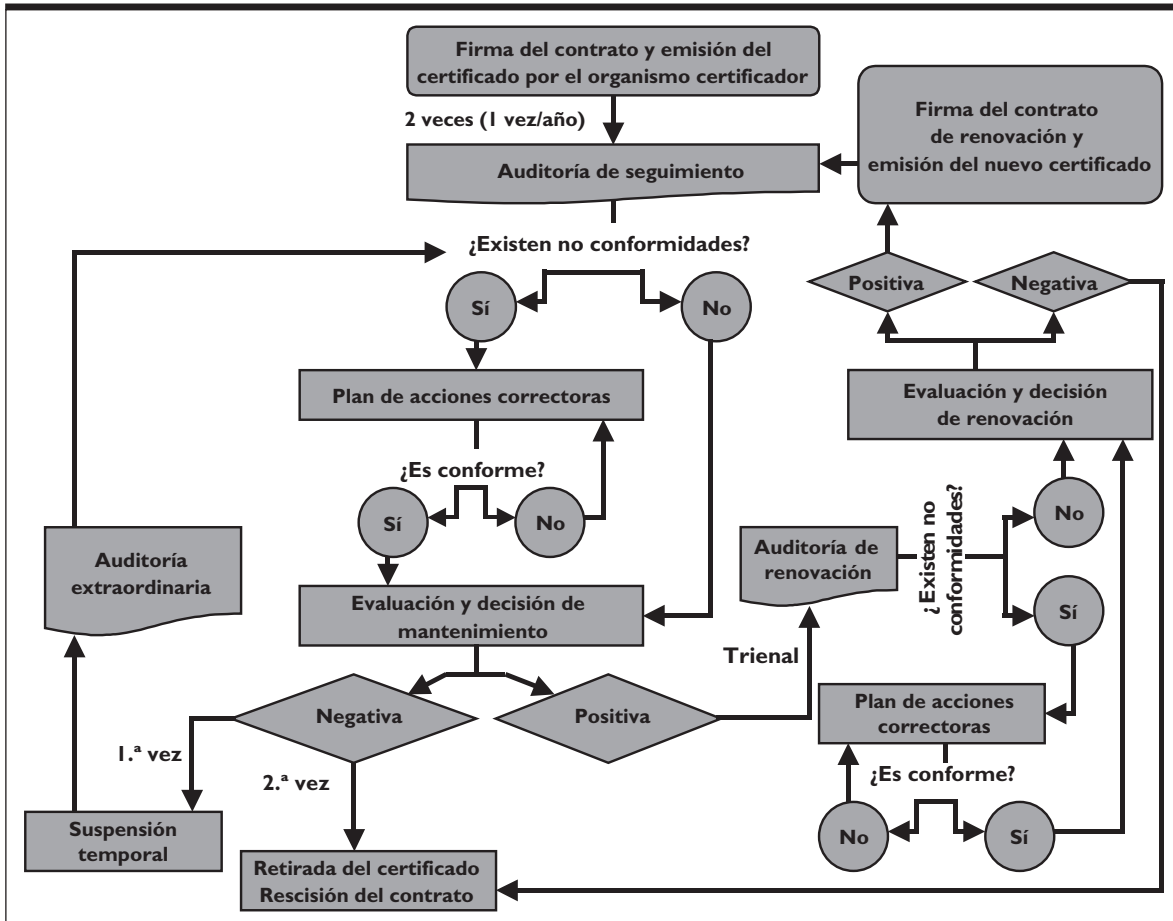 Firma del contrato y emisión del
certificado por el organismo certificador
2 veces (1 vez/año)
Firma del contrato
de renovación y
emisión del nuevo certificado
Auditoría de seguimiento
¿Existen no conformidades?
Sí
No
Positiva
Negativa
Plan de acciones correctoras
Evaluación y decisión
de renovación
¿Es conforme?
Sí
No
Auditoría
extraordinaria
Auditoría de
renovación
¿Existen no
conformidades?
No
Sí
Evaluación y decisión de
mantenimiento
Trienal
Negativa
Positiva
Plan de acciones
correctoras
1.ª vez
2.ª vez
¿Es conforme?
No
Sí
Suspensión
temporal
Retirada del certificado
Rescisión del contrato